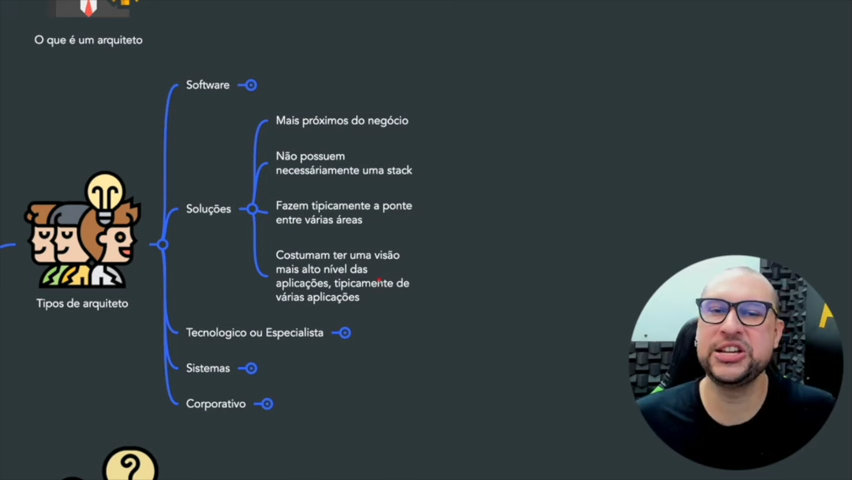 O que é um arquiteto
Software
Mais próximos do negócio
Não possuem
necessáriamente uma stack
Soluções
Fazem tipicamente a ponte
entre várias áreas
Costumam ter uma visão
mais alto nível das
aplicações, tipicamente de
várias aplicações
Tipos de arquiteto
Tecnologico ou Especialista
Sistemas
Corporativo
?